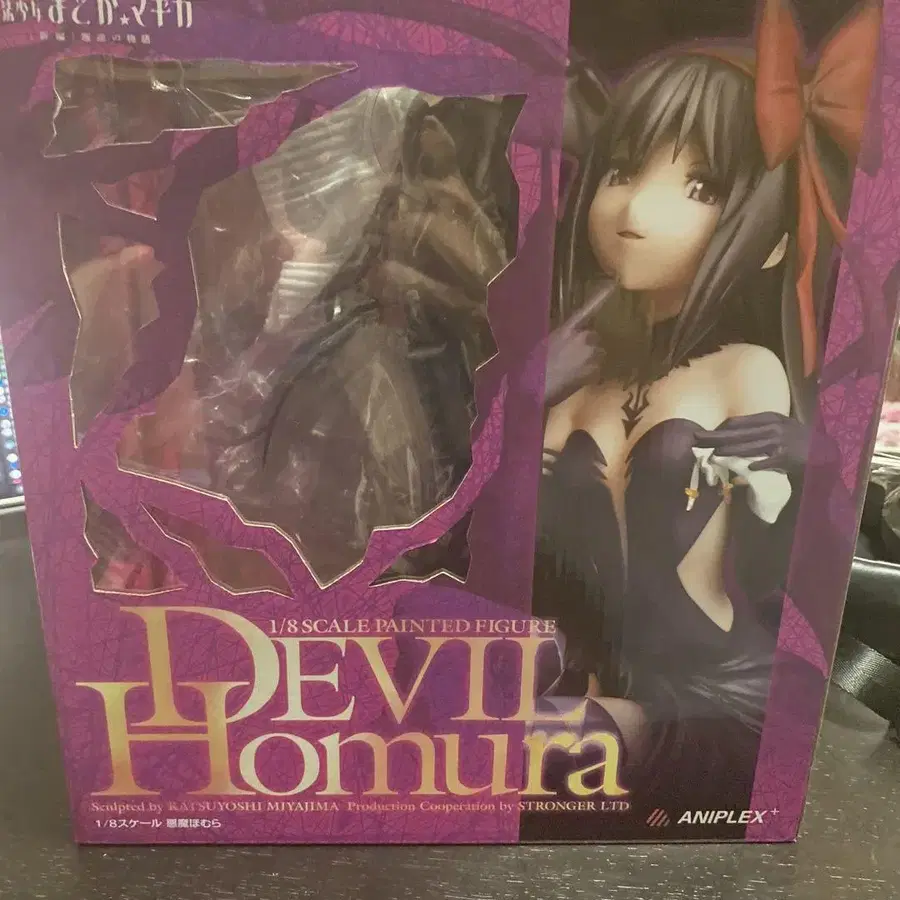 まどか☆マギカ
1/8 SCALE PAINTED FIGURE
DEVIL
Homura
Sculpted by KATSUYOSHI MIYAJIMA Production Cooperation by STRONGER LTD
1/8スケール 悪魔ほむら
ANIPLEX+